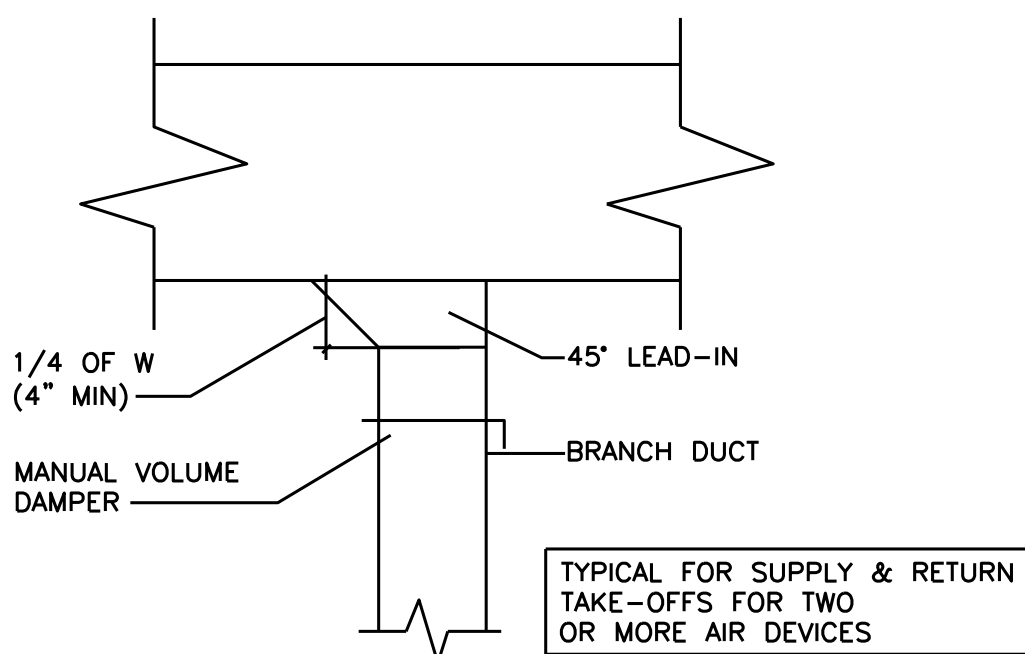 1/4 OF W
(4" MIN)
45° LEAD-IN
MANUAL VOLUME
DAMPER
BRANCH DUCT
TYPICAL FOR SUPPLY & RETURN
TAKE-OFFS FOR TWO
OR MORE AIR DEVICES